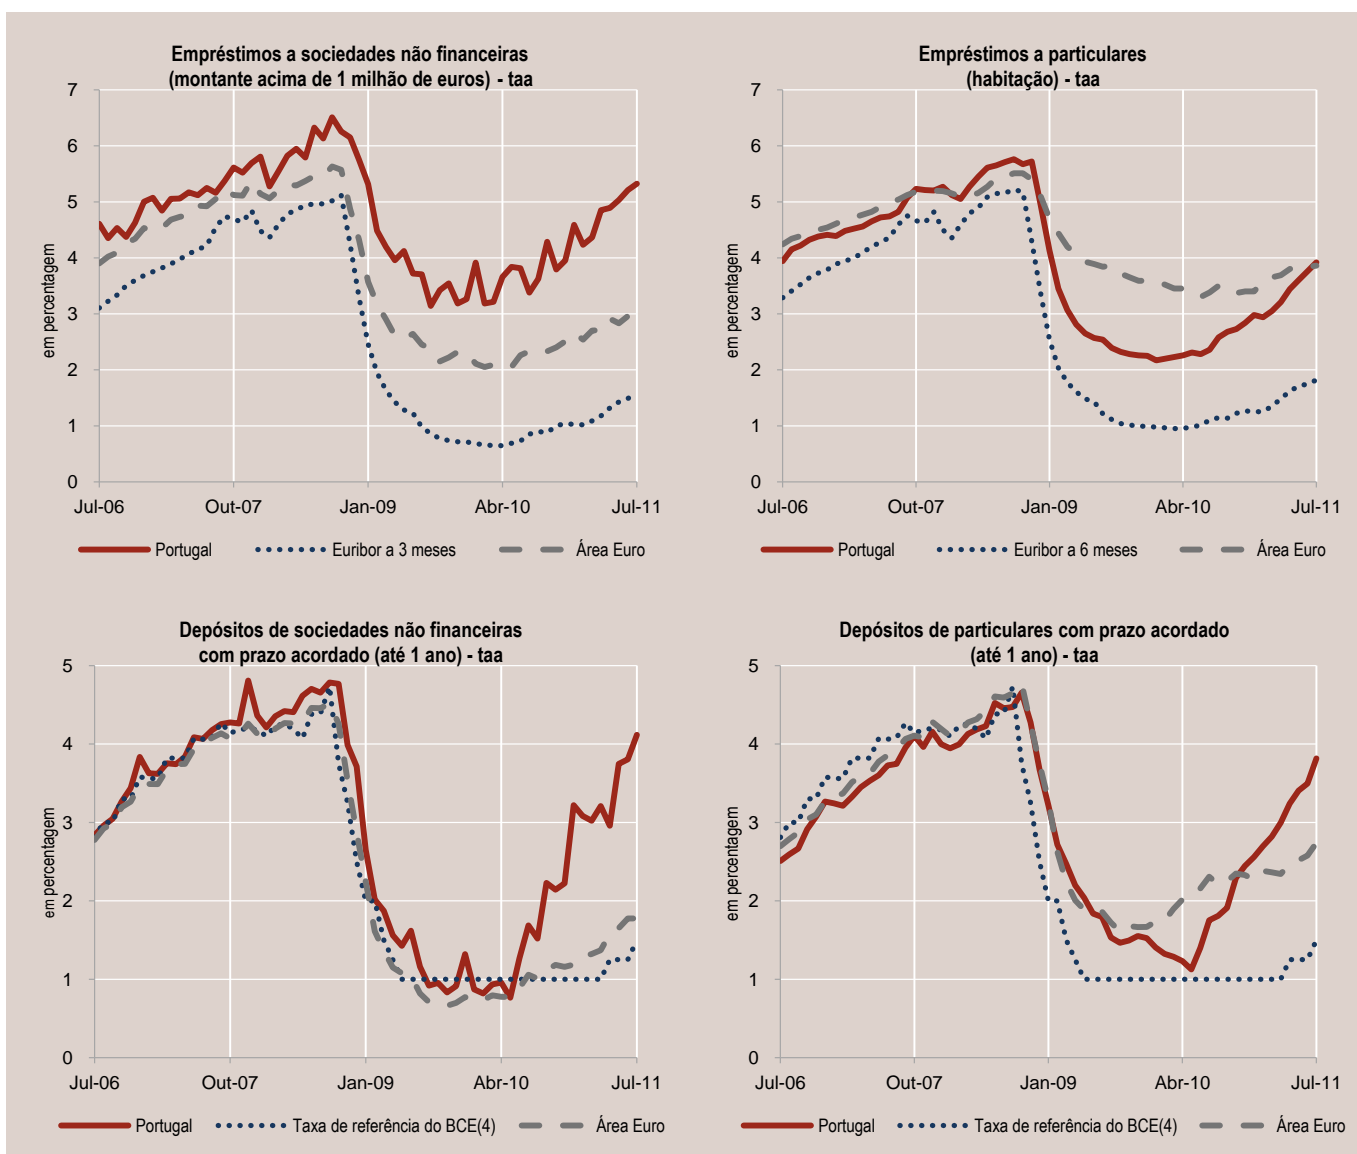 Empréstimos a sociedades não financeiras
(montante acima de 1 milhão de euros) - taa
em percentagem
7
6
5
4
3
2
1
0
Jul-06 Out-07 Jan-09 Abr-10 Jul-11
Portugal Euribor a 3 meses Área Euro
Empréstimos a particulares
(habitação) - taa
em percentagem
7
6
5
4
3
2
1
0
Jul-06 Out-07 Jan-09 Abr-10 Jul-11
Portugal Euribor a 6 meses Área Euro
Depósitos de sociedades não financeiras
com prazo acordado (até 1 ano) - taa
em percentagem
5
4
3
2
1
0
Jul-06 Out-07 Jan-09 Abr-10 Jul-11
Portugal Taxa de referência do BCE(4) Área Euro
Depósitos de particulares com prazo acordado
(até 1 ano) - taa
em percentagem
5
4
3
2
1
0
Jul-06 Out-07 Jan-09 Abr-10 Jul-11
Portugal Taxa de referência do BCE(4) Área Euro